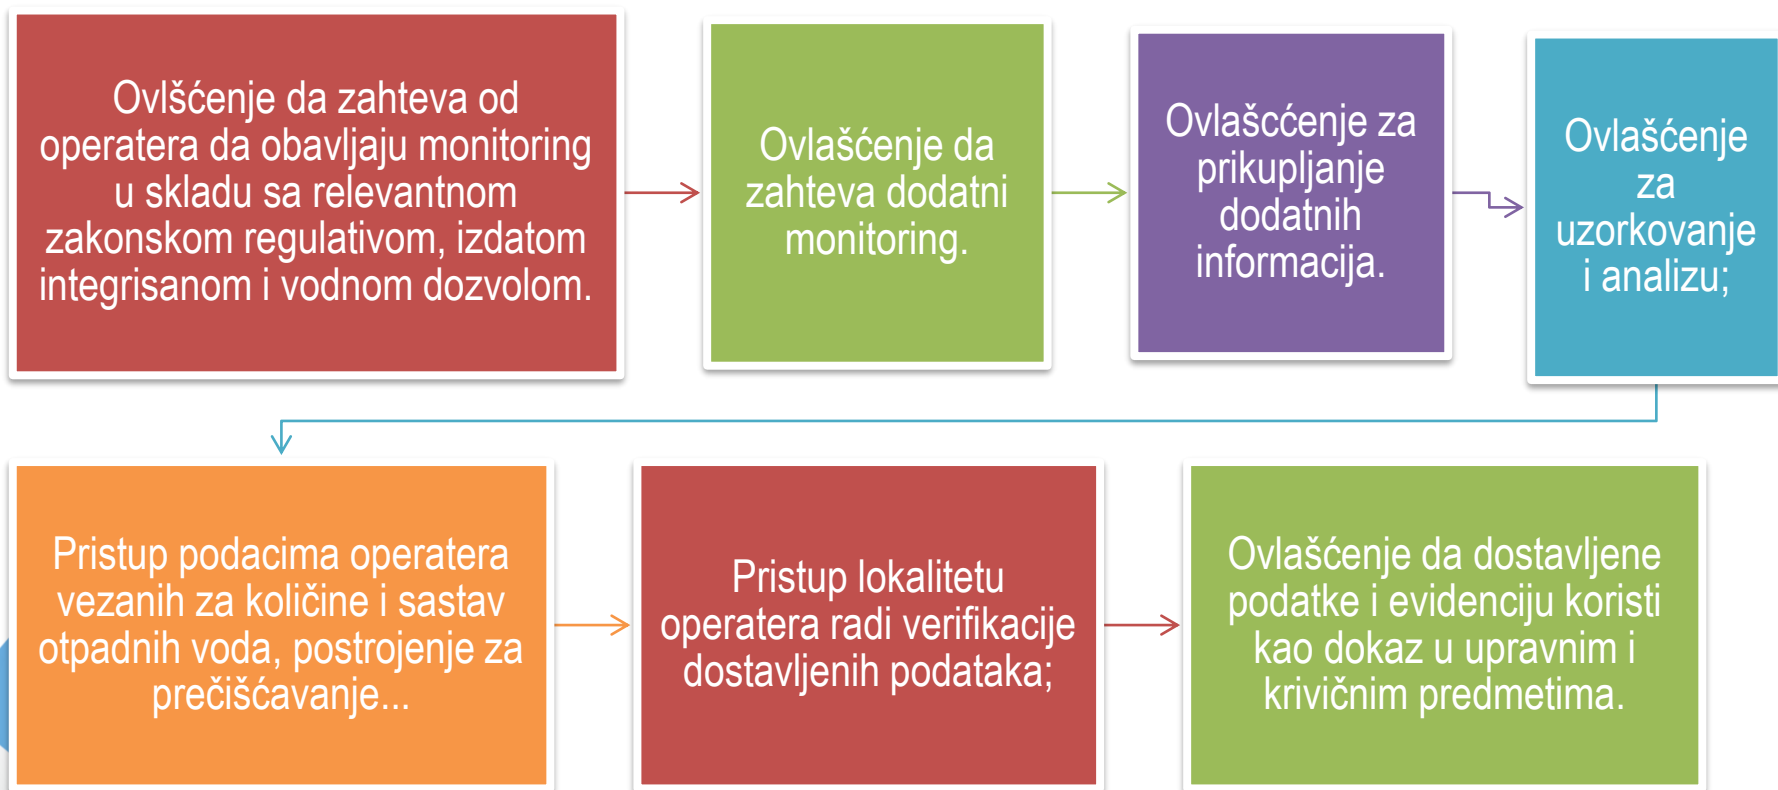 Ovlšćenje da zahteva od
operatera da obavljaju monitoring
u skladu sa relevantnom
zakonskom regulativom, izdatom
integrisanom i vodnom dozvolom.
Ovlašćenje da
zahteva dodatni
monitoring.
Ovlašcćenje za
prikupljanje
dodatnih
informacija.
Ovlašćenje
za
uzorkovanje
i analizu;
Pristup podacima operatera
vezanih za količine i sastav
otpadnih voda, postrojenje za
prečišćavanje...
Pristup lokalitetu
operatera radi verifikacije
dostavljenih podataka;
Ovlašćenje da dostavljene
podatke i evidenciju koristi
kao dokaz u upravnim i
krivičnim predmetima.